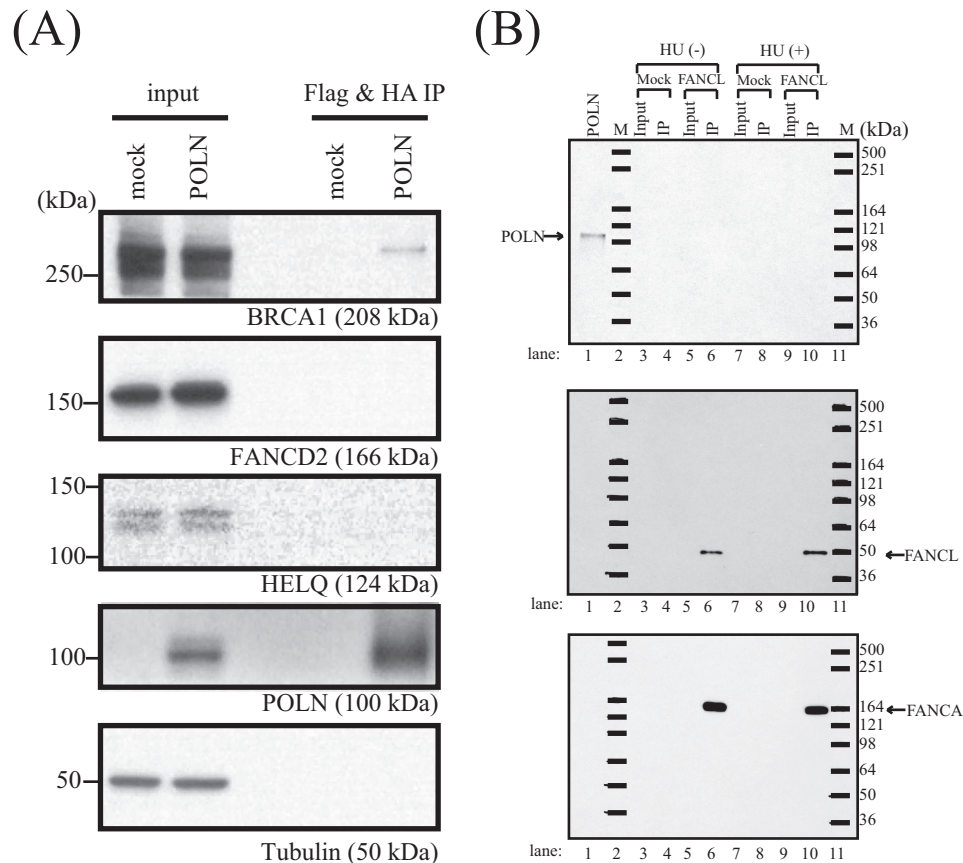 (A)
input
Flag & HA IP
mock
POLN
mock
POLN
(kDa)
250
BRCA1 (208 kDa)
150
FANCD2 (166 kDa)
150
100
HELQ (124 kDa)
100
POLN (100 kDa)
50
Tubulin (50 kDa)
(B)
HU (-)
HU (+)
Mock
FANCL
Mock
FANCL
POLN
M
Input
IP
Input
IP
Input
IP
Input
IP
M
(kDa)
POLN
500
251
164
121
98
64
50
36
lane: 1 2 3 4 5 6 7 8 9 10 11
500
251
164
121
98
64
50
36
FANCL
lane: 1 2 3 4 5 6 7 8 9 10 11
500
251
164
121
98
64
50
36
FANCA
lane: 1 2 3 4 5 6 7 8 9 10 11